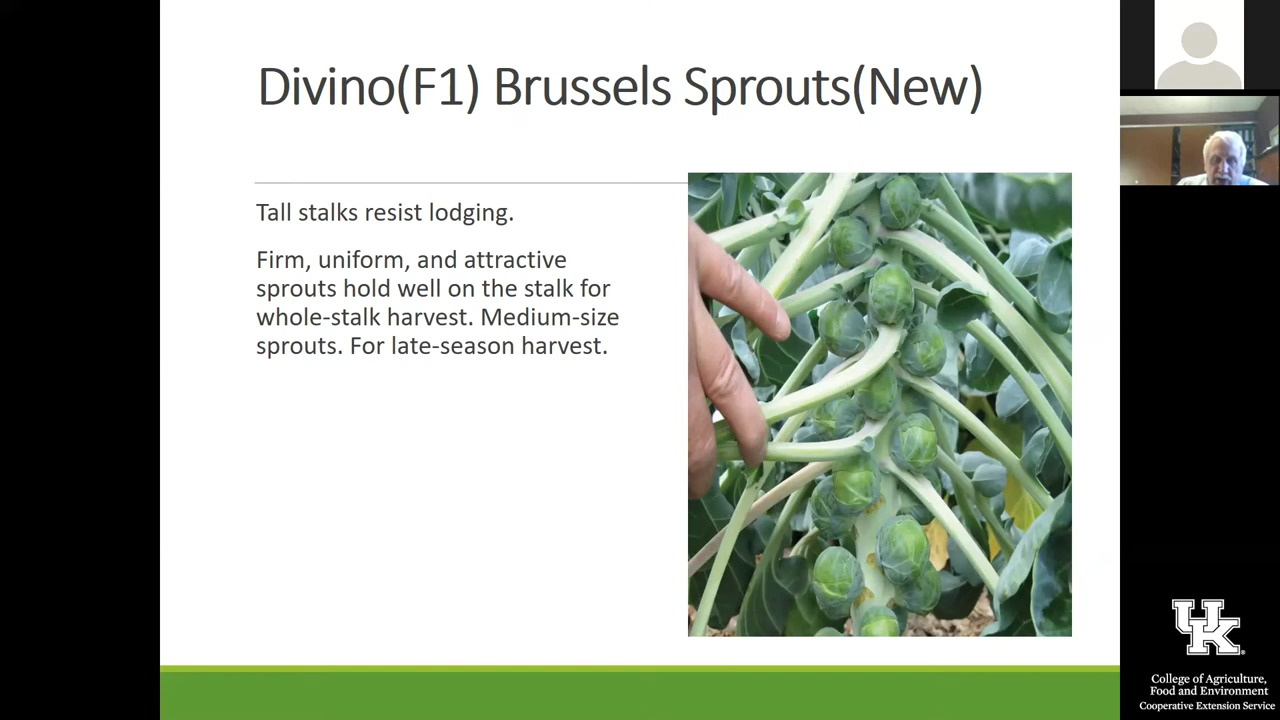 Divino(F1) Brussels Sprouts(New)
Tall stalks resist lodging.
Firm, uniform, and attractive
sprouts hold well on the stalk for
whole-stalk harvest. Medium-size
sprouts. For late-season harvest.
UK
College of Agriculture,
Food and Environment
Cooperative Extension Service